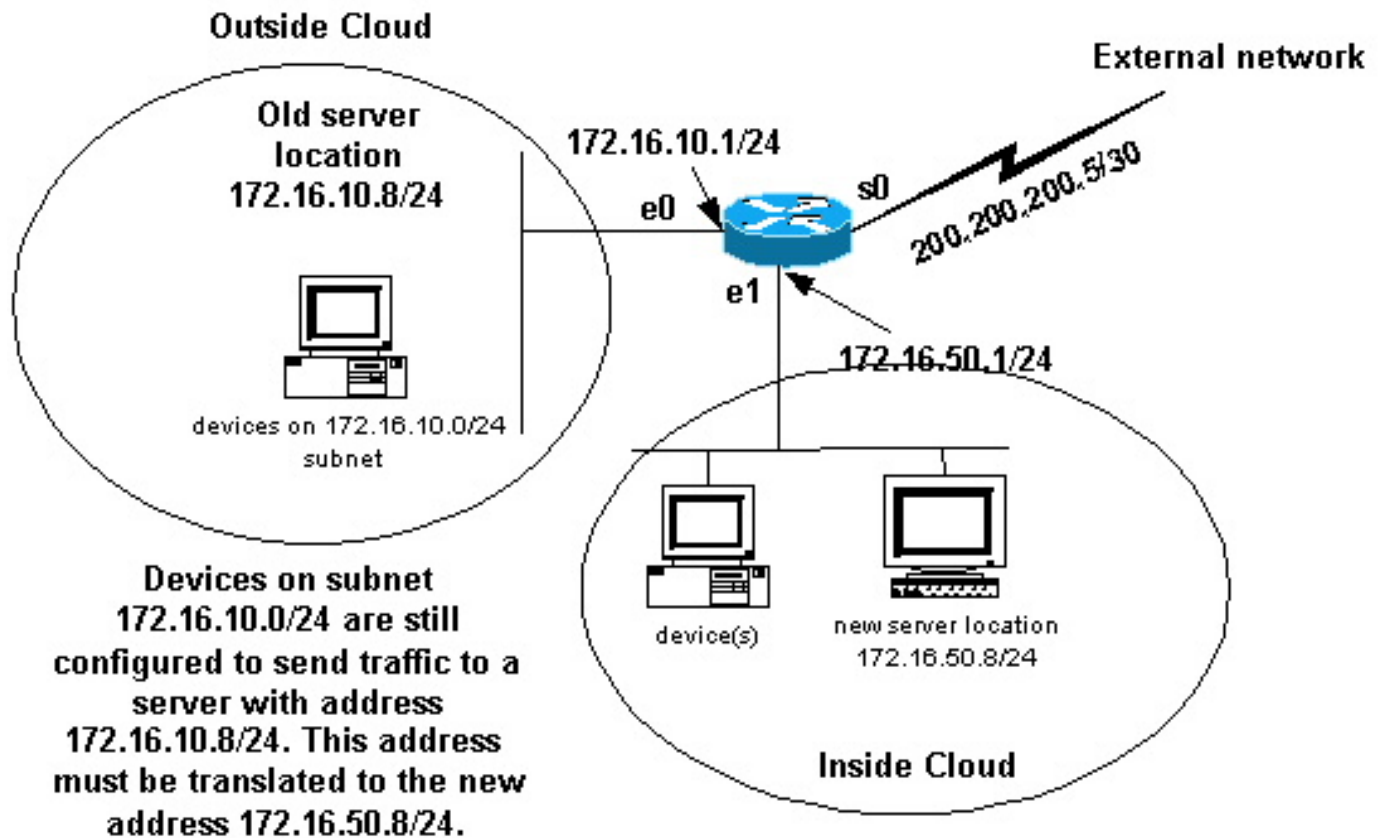 Outside Cloud
External network
Old server
location
172.16.10.8/24
172.16.10.1/24
e0
s0
200.200.200.5/30
e1
172.16.50.1/24
devices on 172.16.10.0/24
subnet
device(s)
new server location
172.16.50.8/24
Inside Cloud
Devices on subnet
172.16.10.0/24 are still
configured to send traffic to a
server with address
172.16.10.8/24. This address
must be translated to the new
address 172.16.50.8/24.